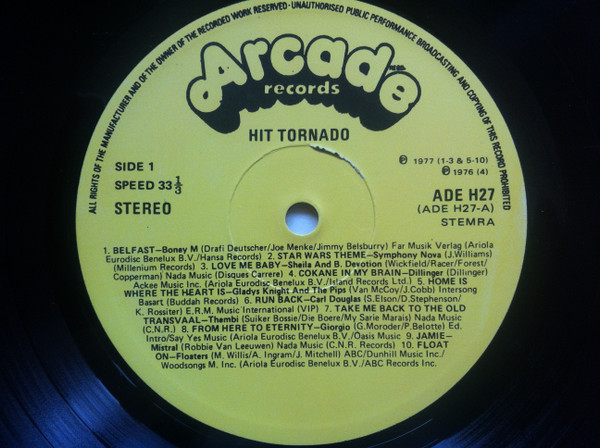 ALL RIGHTS OF THE MANUFACTURER AND OF THE OWNER OF THE RECORDED WORK RESERVED · UNAUTHORISED PUBLIC PERFORMANCE BROADCASTING AND COPYING OF THIS RECORD PROHIBITED
Arcade
records
HIT TORNADO
SIDE 1
SPEED 33 1/3
STEREO
℗ 1977 (1-3 & 5-10)
℗ 1976 (4)
ADE H27
(ADE H27-A)
STEMRA
1. BELFAST—Boney M (Drafi Deutscher/Joe Menke/Jimmy Belsburry) Far Musik Verlag (Ariola
Eurodisc Benelux B.V./Hansa Records) 2. STAR WARS THEME—Symphony Nova (J.Williams)
(Millenium Records) 3. LOVE ME BABY—Sheila And B. Devotion (Wickfield/Racer/Forest/
Copperman) Nada Music (Disques Carrere) 4. COKANE IN MY BRAIN—Dillinger (Dillinger)
Ackee Music Inc. (Ariola Eurodisc Benelux B.V./Island Records Ltd.) 5. HOME IS
WHERE THE HEART IS—Gladys Knight And The Pips (Van McCoy/J.Cobb) Intersong
Basart (Buddah Records) 6. RUN BACK—Carl Douglas (S.Elson/D.Stephenson/
K. Rossiter) E.R.M. Music International (VIP) 7. TAKE ME BACK TO THE OLD
TRANSVAAL—Thembi (Suiker Bossie/Die Boere/My Sarie Marais) Nada Music
(C.N.R.) 8. FROM HERE TO ETERNITY—Giorgio (G.Moroder/P.Belotte) Ed.
Intro/Say Yes Music (Ariola Eurodisc Benelux B.V./Oasis Music 9. JAMIE—
Mistral (Robbie Van Leeuwen) Nada Music (C.N.R. Records) 10. FLOAT
ON—Floaters (M. Willis/A. Ingram/J. Mitchell) ABC/Dunhill Music Inc./
Woodsongs M. Inc. (Ariola Eurodisc Benelux B.V./ABC Records Inc.